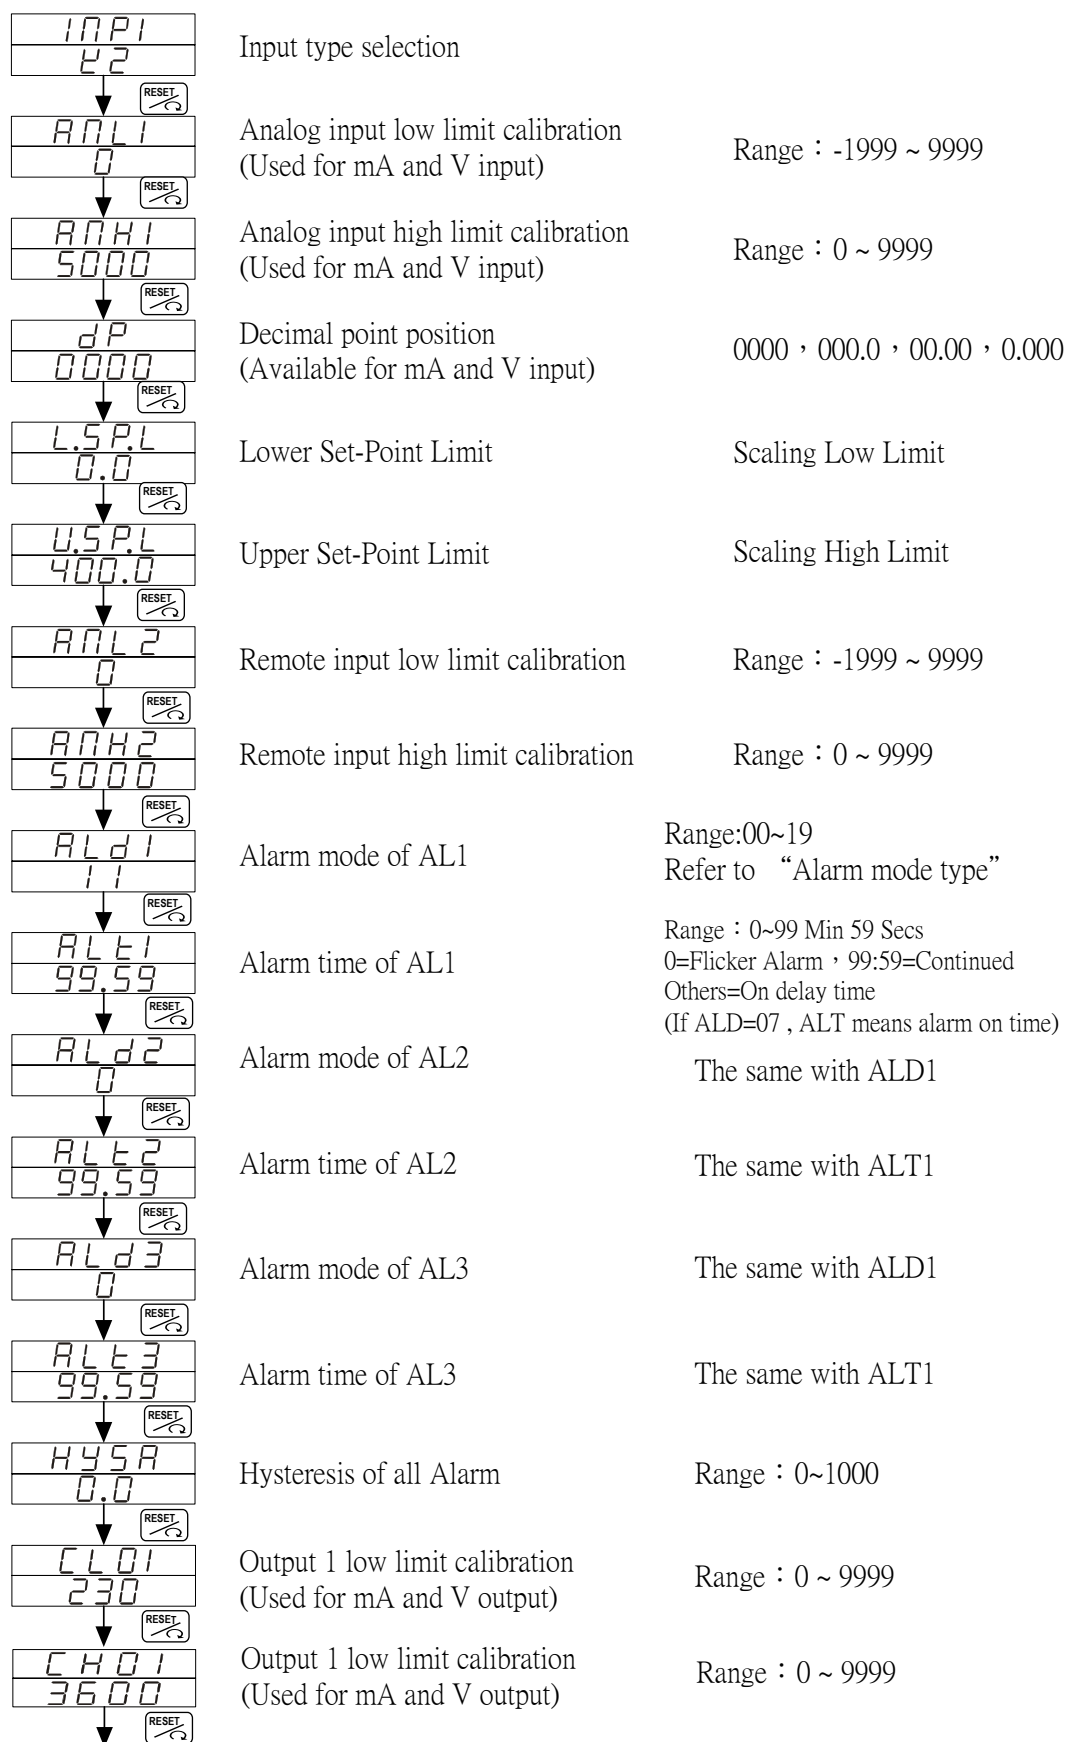 INP1
K2
RESET
Input type selection
ANL1
0
RESET
Analog input low limit calibration
(Used for mA and V input)
Range：-1999 ~ 9999
ANH1
5000
RESET
Analog input high limit calibration
(Used for mA and V input)
Range：0 ~ 9999
dP
0000
RESET
Decimal point position
(Available for mA and V input)
0000，000.0，00.00，0.000
L.SP.L
0.0
RESET
Lower Set-Point Limit
Scaling Low Limit
U.SP.L
400.0
RESET
Upper Set-Point Limit
Scaling High Limit
ANL2
0
RESET
Remote input low limit calibration
Range：-1999 ~ 9999
ANH2
5000
RESET
Remote input high limit calibration
Range：0 ~ 9999
ALd1
11
RESET
Alarm mode of AL1
Range:00~19
Refer to “Alarm mode type”
ALt1
99.59
RESET
Alarm time of AL1
Range：0~99 Min 59 Secs
0=Flicker Alarm，99:59=Continued
Others=On delay time
(If ALD=07 , ALT means alarm on time)
ALd2
0
RESET
Alarm mode of AL2
The same with ALD1
ALt2
99.59
RESET
Alarm time of AL2
The same with ALT1
ALd3
0
RESET
Alarm mode of AL3
The same with ALD1
ALt3
99.59
RESET
Alarm time of AL3
The same with ALT1
HYSA
0.0
RESET
Hysteresis of all Alarm
Range：0~1000
CLO1
230
RESET
Output 1 low limit calibration
(Used for mA and V output)
Range：0 ~ 9999
CHO1
3600
RESET
Output 1 low limit calibration
(Used for mA and V output)
Range：0 ~ 9999